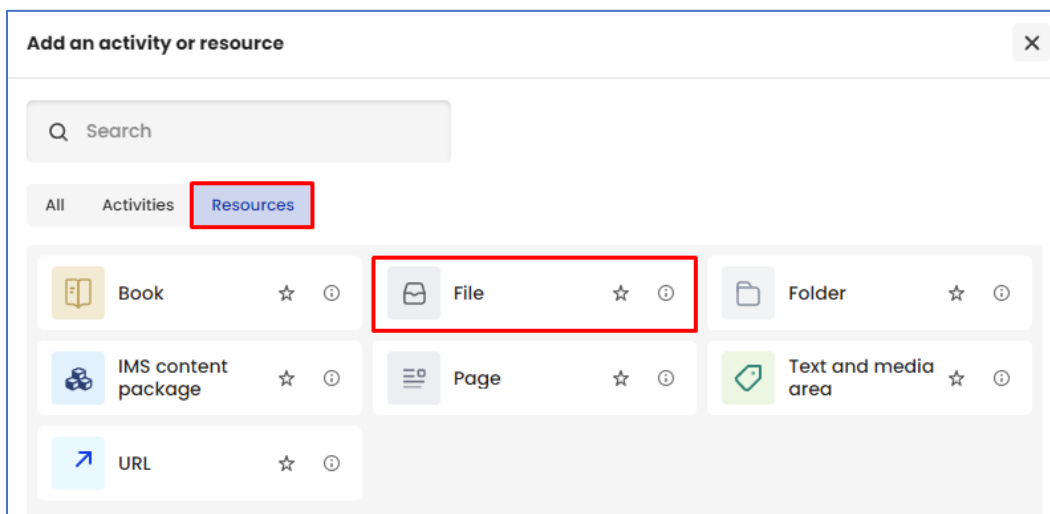 Add an activity or resource
Search
All Activities Resources
Book File Folder
IMS content
package
Page
Text and media
area
URL